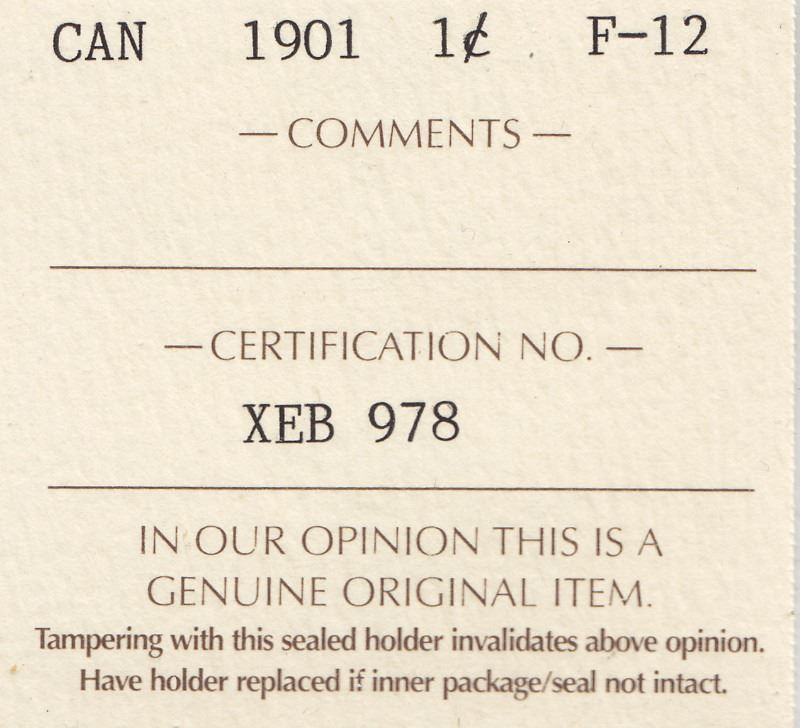 CAN 1901 1¢ F-12
— COMMENTS —
— CERTIFICATION NO. —
XEB 978
IN OUR OPINION THIS IS A
GENUINE ORIGINAL ITEM.
Tampering with this sealed holder invalidates above opinion.
Have holder replaced if inner package/seal not intact.